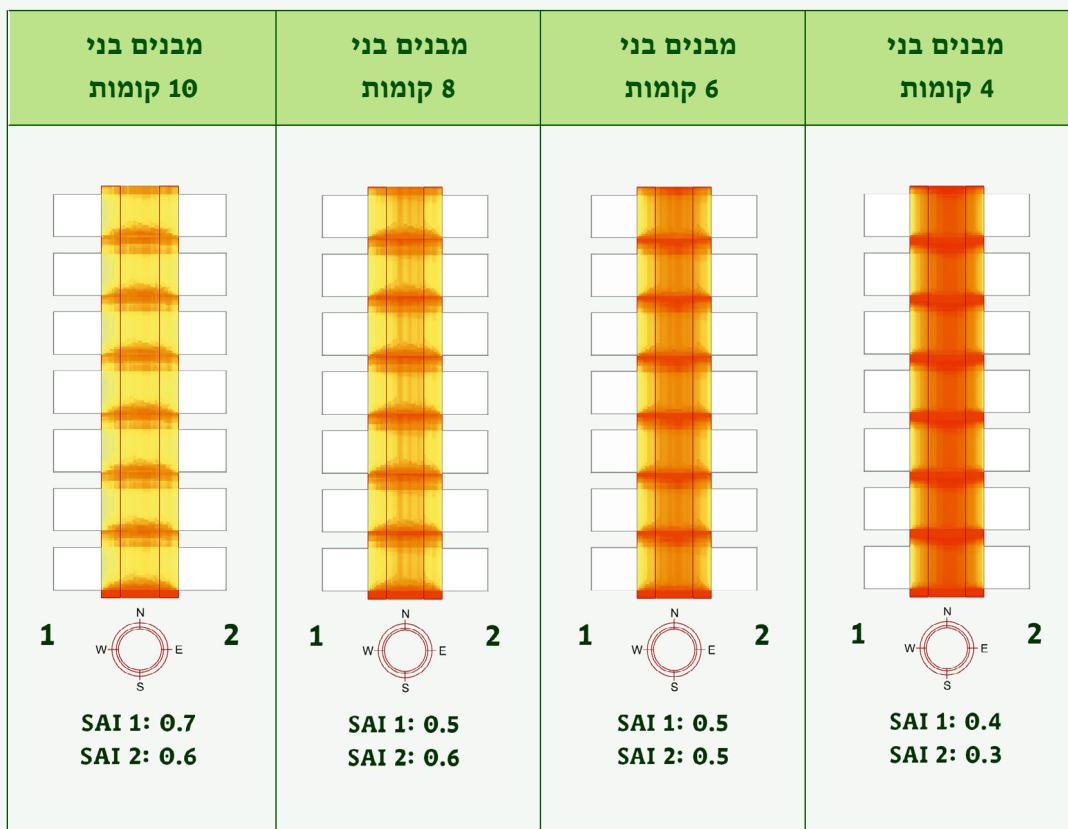 מבנים בני
4 קומות
מבנים בני
6 קומות
מבנים בני
8 קומות
מבנים בני
10 קומות
N
W
E
S
1
2
SAI 1: 0.4
SAI 2: 0.3
N
W
E
S
1
2
SAI 1: 0.5
SAI 2: 0.5
N
W
E
S
1
2
SAI 1: 0.5
SAI 2: 0.6
N
W
E
S
1
2
SAI 1: 0.7
SAI 2: 0.6